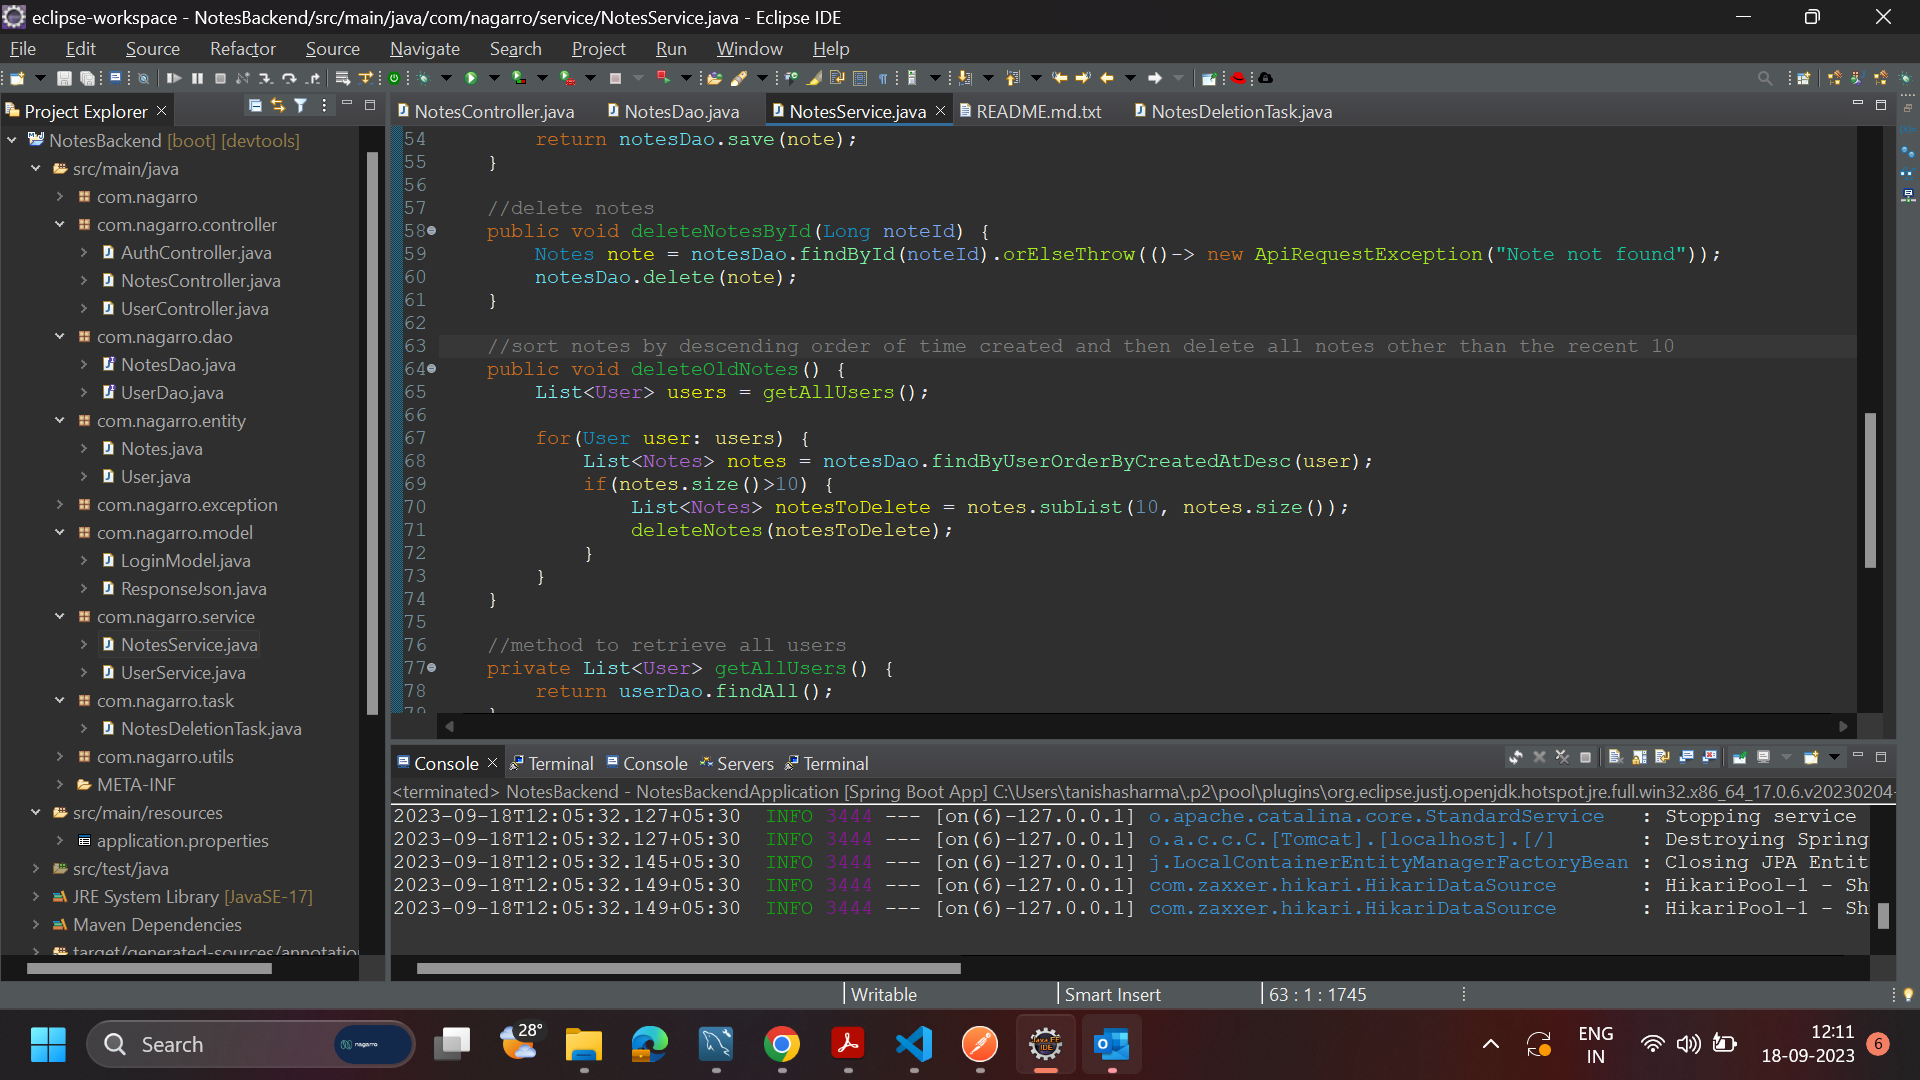 eclipse-workspace - NotesBackend/src/main/java/com/nagarro/service/NotesService.java - Eclipse IDE
File Edit Source Refactor Source Navigate Search Project Run Window Help
Project Explorer
NotesBackend [boot] [devtools]
src/main/java
com.nagarro
com.nagarro.controller
AuthController.java
NotesController.java
UserController.java
com.nagarro.dao
NotesDao.java
UserDao.java
com.nagarro.entity
Notes.java
User.java
com.nagarro.exception
com.nagarro.model
LoginModel.java
ResponseJson.java
com.nagarro.service
NotesService.java
UserService.java
com.nagarro.task
NotesDeletionTask.java
com.nagarro.utils
META-INF
src/main/resources
application.properties
src/test/java
JRE System Library [JavaSE-17]
Maven Dependencies
target/generated-sources/annotatio
NotesController.java NotesDao.java NotesService.java README.md.txt NotesDeletionTask.java
54 return notesDao.save(note);
55 }
56
57 //delete notes
58 public void deleteNotesById(Long noteId) {
59 Notes note = notesDao.findById(noteId).orElseThrow(()-> new ApiRequestException("Note not found"));
60 notesDao.delete(note);
61 }
62
63 //sort notes by descending order of time created and then delete all notes other than the recent 10
64 public void deleteOldNotes() {
65 List<User> users = getAllUsers();
66
67 for(User user: users) {
68 List<Notes> notes = notesDao.findByUserOrderByCreatedAtDesc(user);
69 if(notes.size()>10) {
70 List<Notes> notesToDelete = notes.subList(10, notes.size());
71 deleteNotes(notesToDelete);
72 }
73 }
74 }
75
76 //method to retrieve all users
77 private List<User> getAllUsers() {
78 return userDao.findAll();
79 }
Console Terminal Console Servers Terminal
<terminated> NotesBackend - NotesBackendApplication [Spring Boot App] C:\Users\tanishasharma\.p2\pool\plugins\org.eclipse.justj.openjdk.hotspot.jre.full.win32.x86_64_17.0.6.v20230204-
2023-09-18T12:05:32.127+05:30 INFO 3444 --- [on(6)-127.0.0.1] o.apache.catalina.core.StandardService : Stopping service
2023-09-18T12:05:32.127+05:30 INFO 3444 --- [on(6)-127.0.0.1] o.a.c.c.C.[Tomcat].[localhost].[/] : Destroying Spring
2023-09-18T12:05:32.145+05:30 INFO 3444 --- [on(6)-127.0.0.1] j.LocalContainerEntityManagerFactoryBean : Closing JPA Entit
2023-09-18T12:05:32.149+05:30 INFO 3444 --- [on(6)-127.0.0.1] com.zaxxer.hikari.HikariDataSource : HikariPool-1 - Sh
2023-09-18T12:05:32.149+05:30 INFO 3444 --- [on(6)-127.0.0.1] com.zaxxer.hikari.HikariDataSource : HikariPool-1 - Sh
Writable Smart Insert 63 : 1 : 1745
Search nagarro 28° Java EE IDE ENG IN 12:11 18-09-2023 6